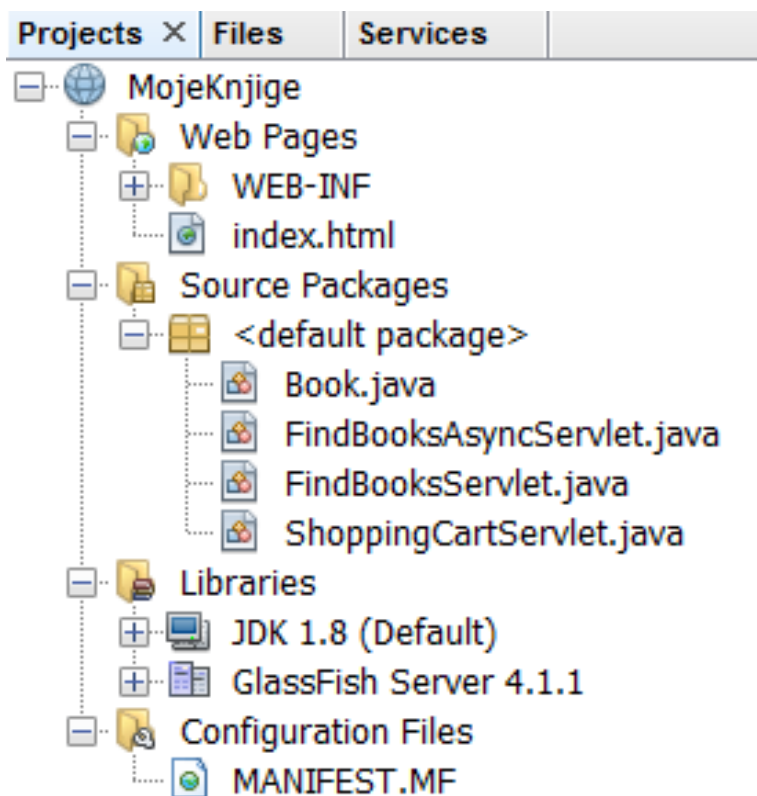 Projects × Files Services
MojeKnjige
Web Pages
WEB-INF
index.html
Source Packages
<default package>
Book.java
FindBooksAsyncServlet.java
FindBooksServlet.java
ShoppingCartServlet.java
Libraries
JDK 1.8 (Default)
GlassFish Server 4.1.1
Configuration Files
MANIFEST.MF